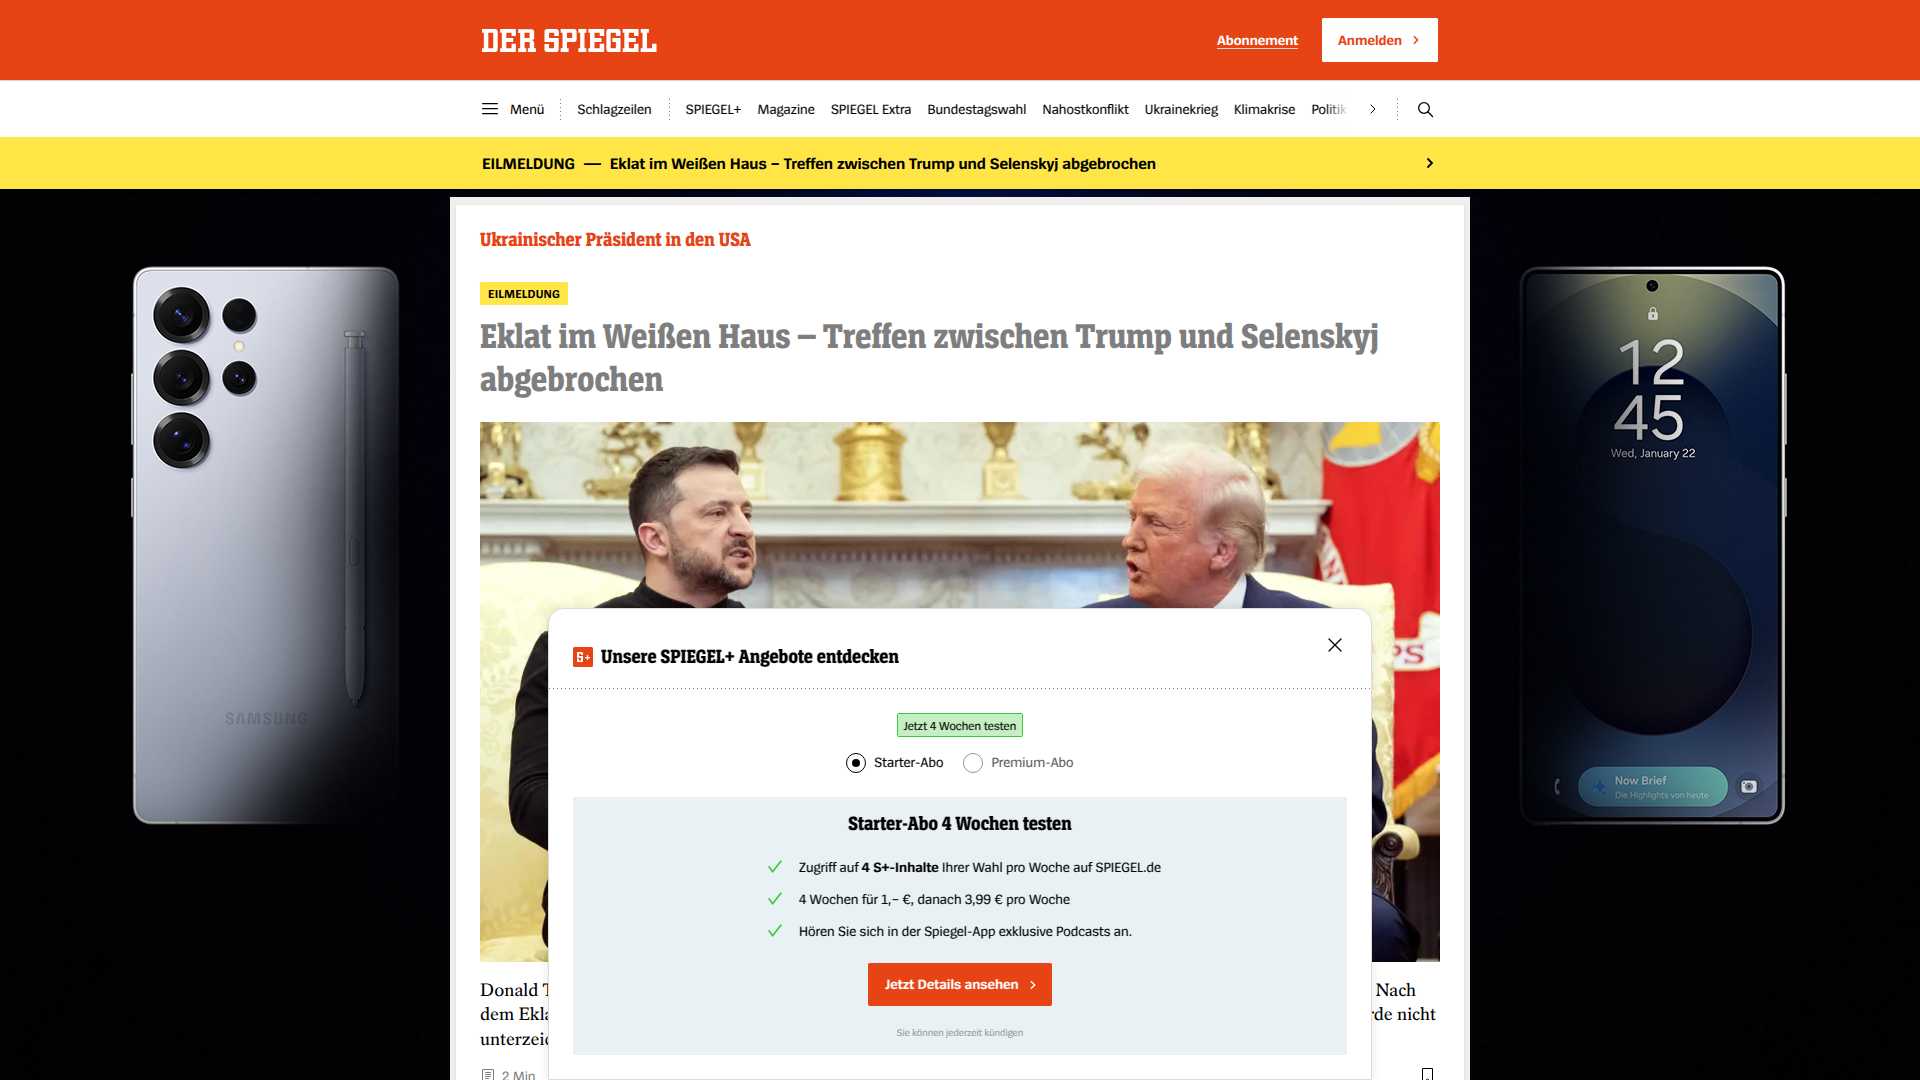 DER SPIEGEL
Abonnement
Anmelden
Menü
Schlagzeilen
SPIEGEL+
Magazine
SPIEGEL Extra
Bundestagswahl
Nahostkonflikt
Ukrainekrieg
Klimakrise
Politik
EILMELDUNG — Eklat im Weißen Haus – Treffen zwischen Trump und Selenskyj abgebrochen
Ukrainischer Präsident in den USA
EILMELDUNG
Eklat im Weißen Haus – Treffen zwischen Trump und Selenskyj
abgebrochen
SAMSUNG
12
45
Wed, January 22
Now Brief
Die Highlights von heute
PS
S+ Unsere SPIEGEL+ Angebote entdecken
Jetzt 4 Wochen testen
Starter-Abo
Premium-Abo
Starter-Abo 4 Wochen testen
Zugriff auf 4 S+-Inhalte Ihrer Wahl pro Woche auf SPIEGEL.de
4 Wochen für 1,– €, danach 3,99 € pro Woche
Hören Sie sich in der Spiegel-App exklusive Podcasts an.
Jetzt Details ansehen
Sie können jederzeit kündigen
Donald Nach
dem nicht
2 Min